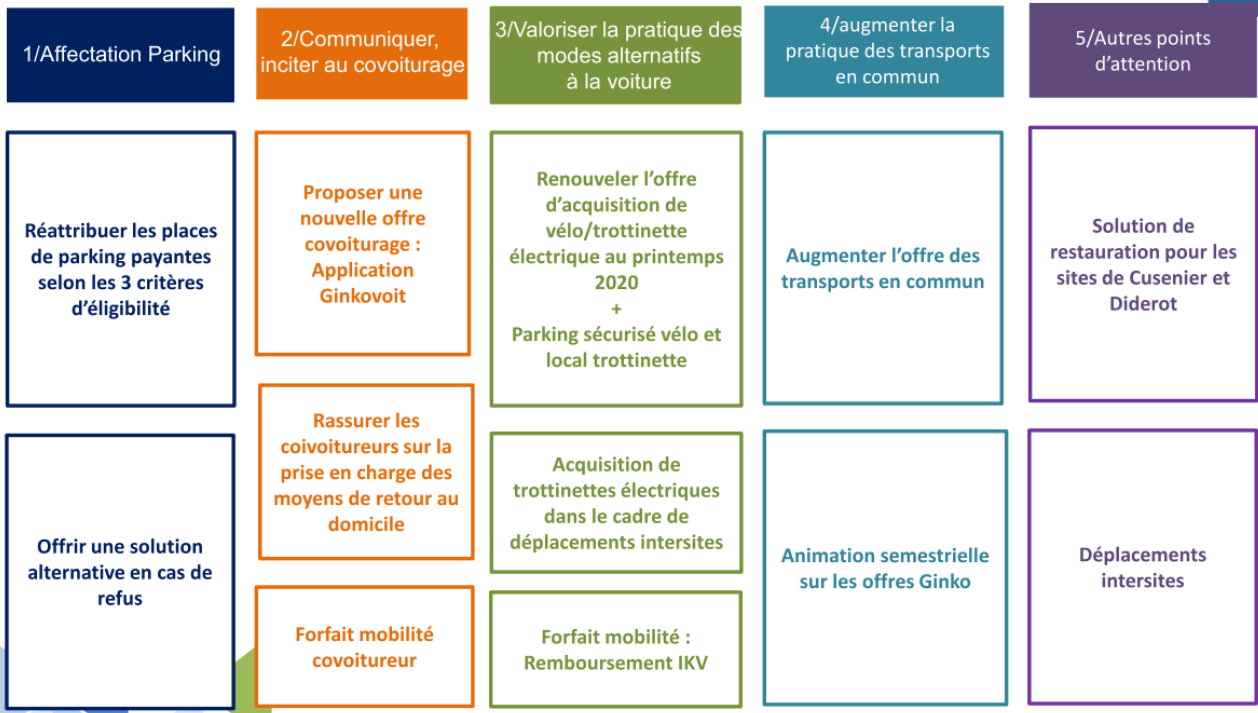 1/Affectation Parking
2/Communiquer,
inciter au covoiturage
3/Valoriser la pratique des
modes alternatifs
à la voiture
4/augmenter la
pratique des transports
en commun
5/Autres points
d'attention
Réattribuer les places
de parking payantes
selon les 3 critères
d'éligibilité
Offrir une solution
alternative en cas de
refus
Proposer une
nouvelle offre
covoiturage :
Application
Ginkovoit
Rassurer les
coivoitureurs sur la
prise en charge des
moyens de retour au
domicile
Forfait mobilité
covoitureur
Renouveler l'offre
d'acquisition de
vélo/trottinette
électrique au printemps
2020
+
Parking sécurisé vélo et
local trottinette
Acquisition de
trottinettes électriques
dans le cadre de
déplacements intersites
Forfait mobilité :
Remboursement IKV
Augmenter l'offre des
transports en commun
Animation semestrielle
sur les offres Ginko
Solution de
restauration pour les
sites de Cusenier et
Diderot
Déplacements
intersites